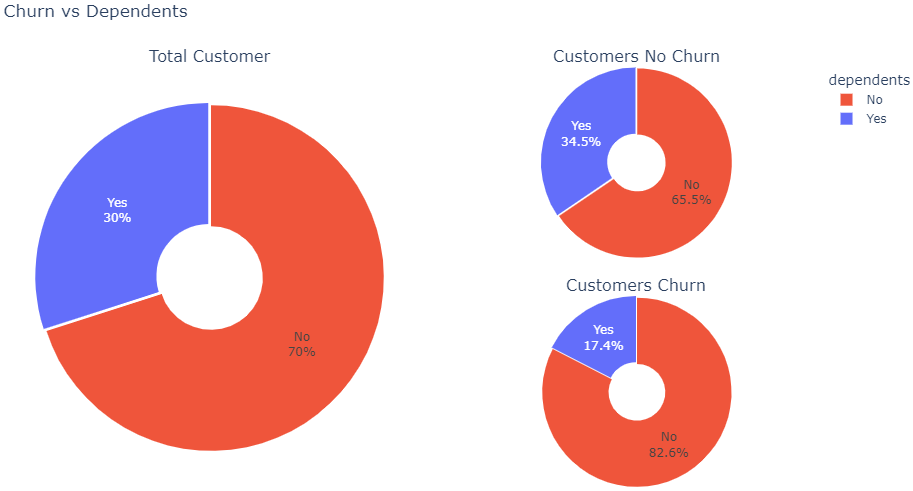 Churn vs Dependents
Total Customer
Yes
30%
No
70%
Customers No Churn
Yes
34.5%
No
65.5%
Customers Churn
Yes
17.4%
No
82.6%
dependents
No
Yes